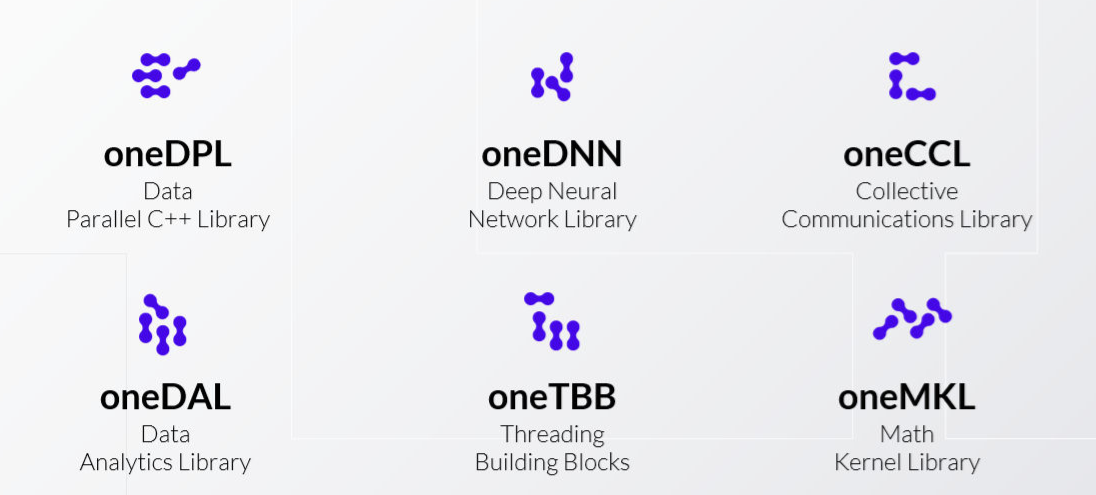 oneDPL
Data
Parallel C++ Library
oneDNN
Deep Neural
Network Library
oneCCL
Collective
Communications Library
oneDAL
Data
Analytics Library
oneTBB
Threading
Building Blocks
oneMKL
Math
Kernel Library